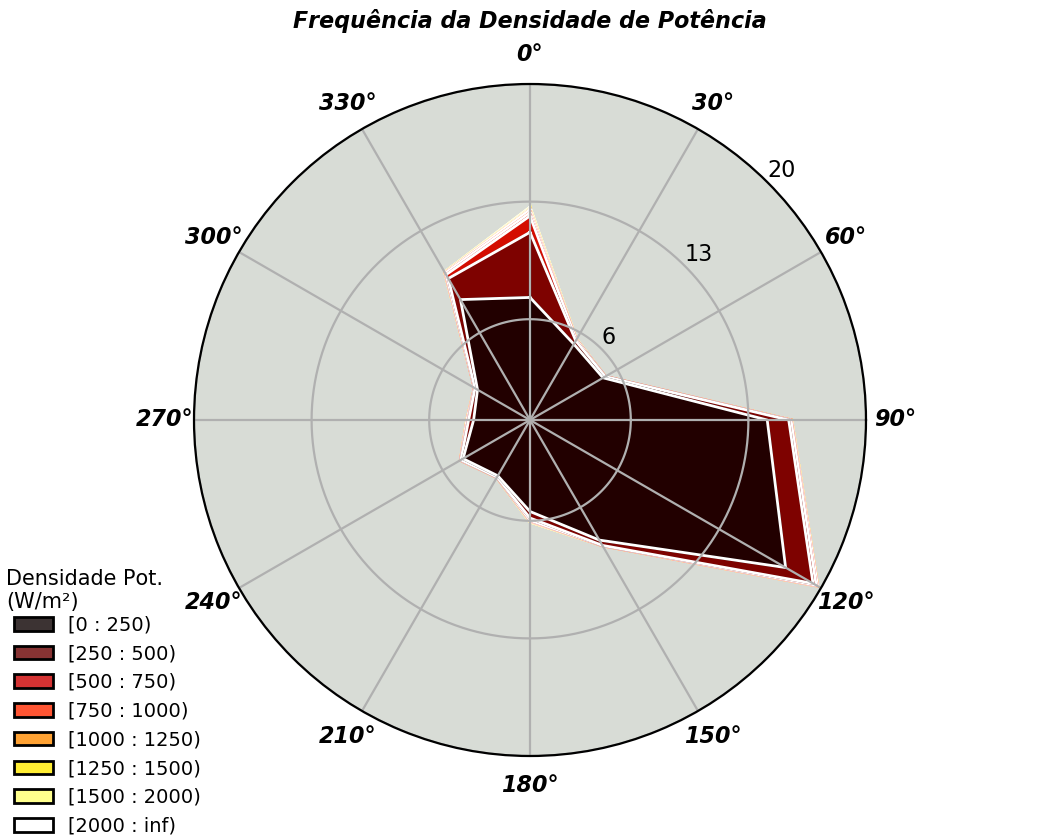 Frequência da Densidade de Potência
0°
30°
60°
90°
120°
150°
180°
210°
240°
270°
300°
330°
6
13
20
Densidade Pot.
(W/m²)
[0 : 250)
[250 : 500)
[500 : 750)
[750 : 1000)
[1000 : 1250)
[1250 : 1500)
[1500 : 2000)
[2000 : inf)